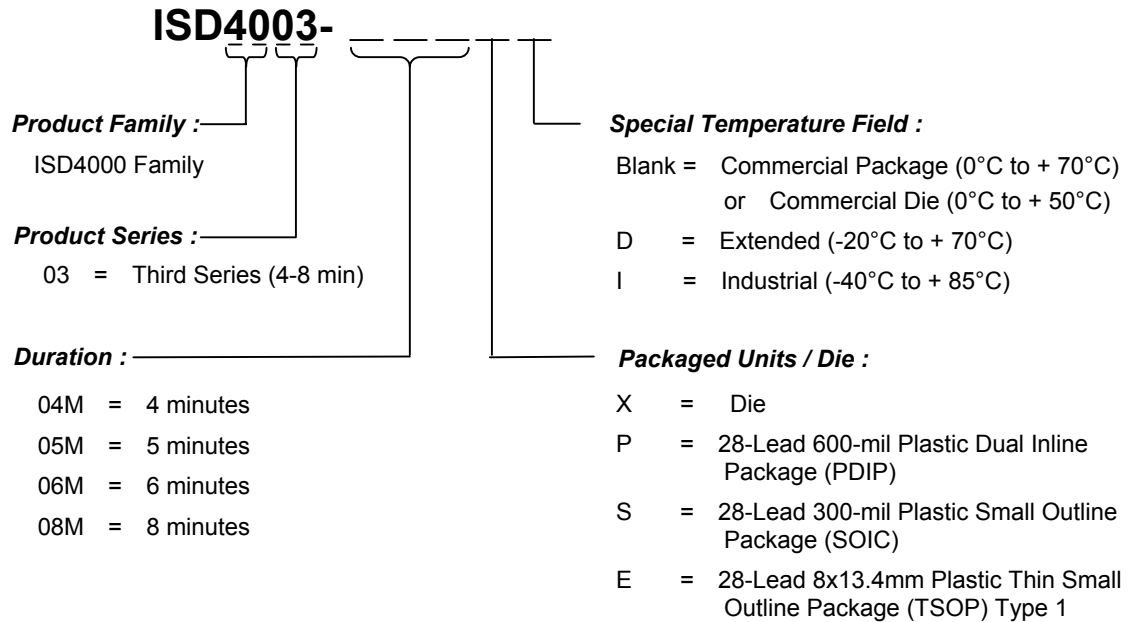 ISD4003- _ _ _ _ _
Product Family :
ISD4000 Family
Product Series :
03 = Third Series (4-8 min)
Duration :
04M = 4 minutes
05M = 5 minutes
06M = 6 minutes
08M = 8 minutes
Special Temperature Field :
Blank = Commercial Package (0°C to + 70°C)
or Commercial Die (0°C to + 50°C)
D = Extended (-20°C to + 70°C)
I = Industrial (-40°C to + 85°C)
Packaged Units / Die :
X = Die
P = 28-Lead 600-mil Plastic Dual Inline
Package (PDIP)
S = 28-Lead 300-mil Plastic Small Outline
Package (SOIC)
E = 28-Lead 8x13.4mm Plastic Thin Small
Outline Package (TSOP) Type 1